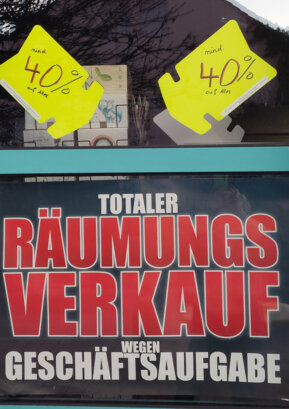 mind.
40%
auf Alles
mind.
40%
auf Alles
TOTALER
RÄUMUNGS
VERKAUF
WEGEN
GESCHÄFTSAUFGABE